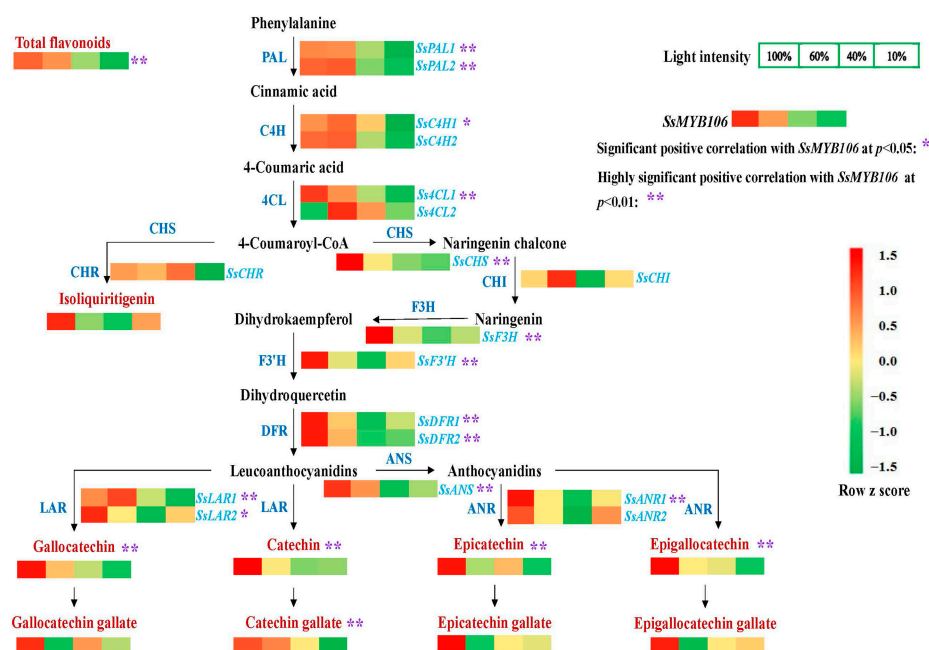 Phenylalanine
Total flavonoids
**
PAL
SsPAL1 **
SsPAL2 **
Light intensity
100% 60% 40% 10%
Cinnamic acid
SsMYB106
C4H
SsC4H1 *
SsC4H2
Significant positive correlation with SsMYB106 at p<0.05: *
4-Coumaric acid
Highly significant positive correlation with SsMYB106 at
p<0.01: **
4CL
Ss4CL1 **
Ss4CL2
CHS
4-Coumaroyl-CoA
CHS
Naringenin chalcone
SsCHS **
CHR
SsCHR
CHI
SsCHI
Isoliquiritigenin
Dihydrokaempferol
F3H
Naringenin
SsF3H **
F3'H
SsF3'H **
Dihydroquercetin
DFR
SsDFR1 **
SsDFR2 **
1.5
1.0
0.5
0.0
−0.5
−1.0
−1.5
Row z score
Leucoanthocyanidins
ANS
Anthocyanidins
SsANS **
LAR
SsLAR1 **
SsLAR2 *
LAR
ANR
SsANR1 **
SsANR2
ANR
Gallocatechin **
Catechin **
Epicatechin **
Epigallocatechin **
Gallocatechin gallate
Catechin gallate **
Epicatechin gallate
Epigallocatechin gallate